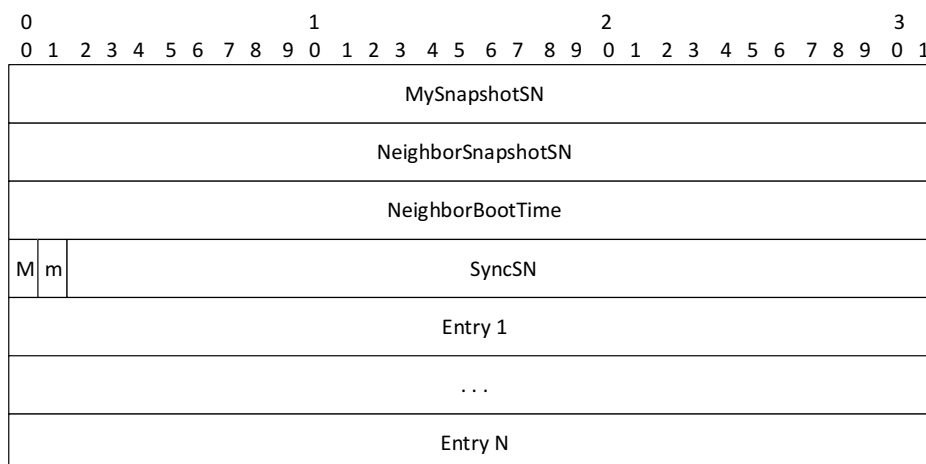 0 1 2 3
0 1 2 3 4 5 6 7 8 9 0 1 2 3 4 5 6 7 8 9 0 1 2 3 4 5 6 7 8 9 0 1
MySnapshotSN
NeighborSnapshotSN
NeighborBootTime
M m SyncSN
Entry 1
. . .
Entry N